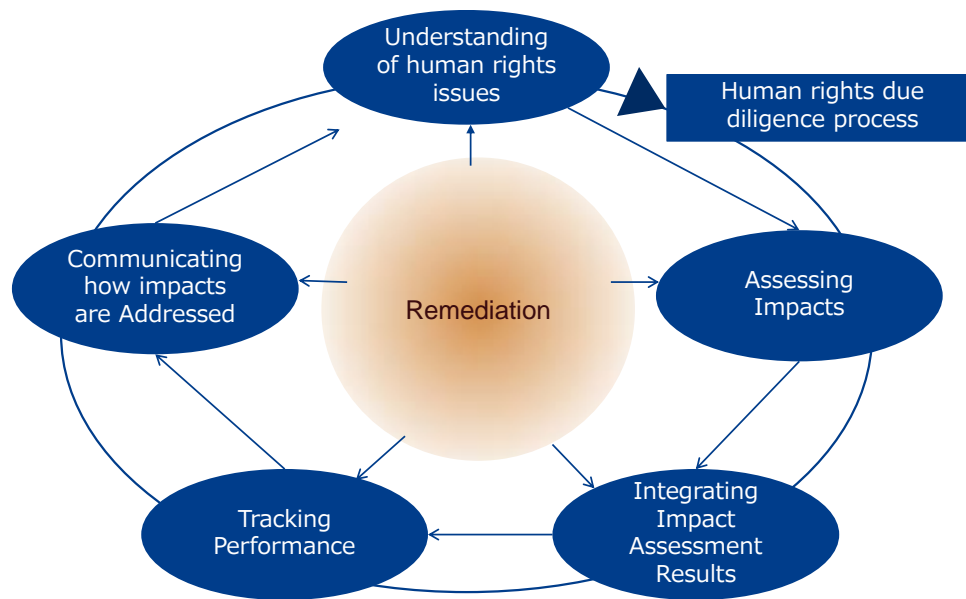 Understanding
of human rights
issues
Human rights due
diligence process
Communicating
how impacts
are Addressed
Remediation
Assessing
Impacts
Tracking
Performance
Integrating
Impact
Assessment
Results